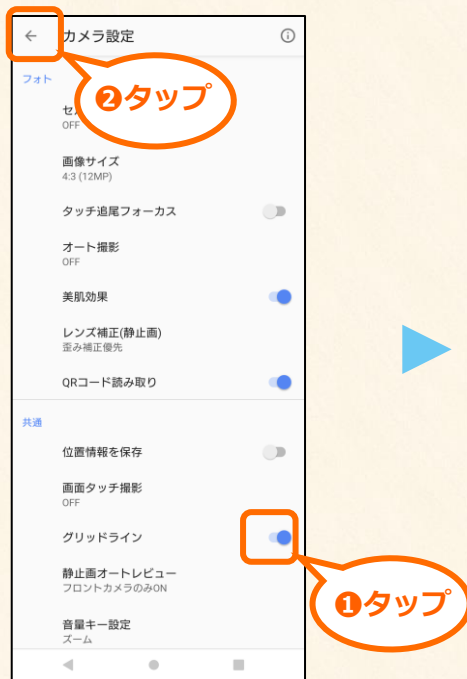 カメラ設定
フォト
❷タップ
セ
OFF
画像サイズ
4:3 (12MP)
タッチ追尾フォーカス
オート撮影
OFF
美肌効果
レンズ補正(静止画)
歪み補正優先
QRコード読み取り
共通
位置情報を保存
画面タッチ撮影
OFF
グリッドライン
静止画オートレビュー
フロントカメラのみON
❶タップ
音量キー設定
ズーム